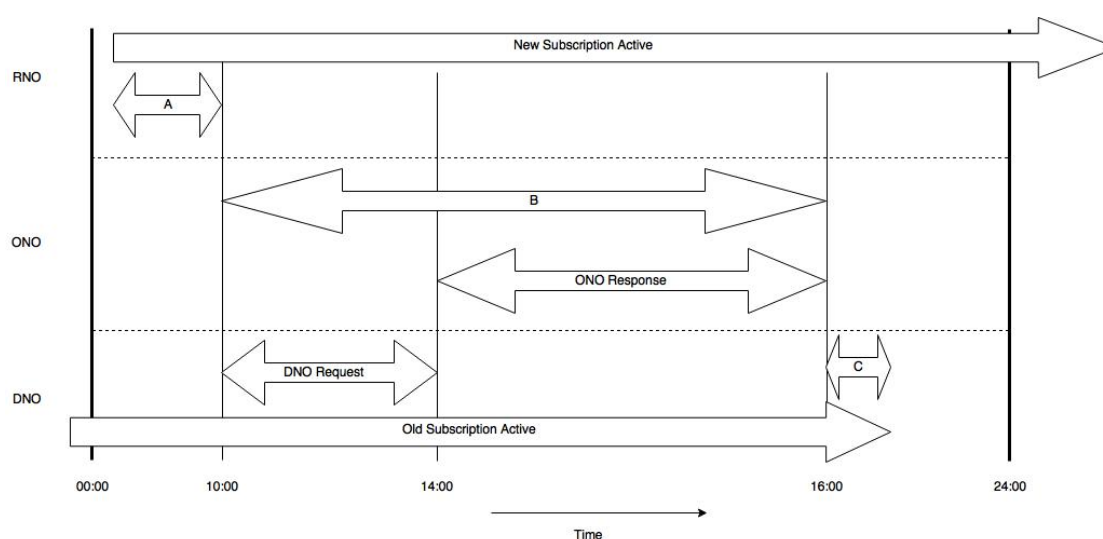 New Subscription Active
RNO
A
B
ONO
ONO Response
DNO Request
C
DNO
Old Subscription Active
00:00 10:00 14:00 16:00 24:00
Time